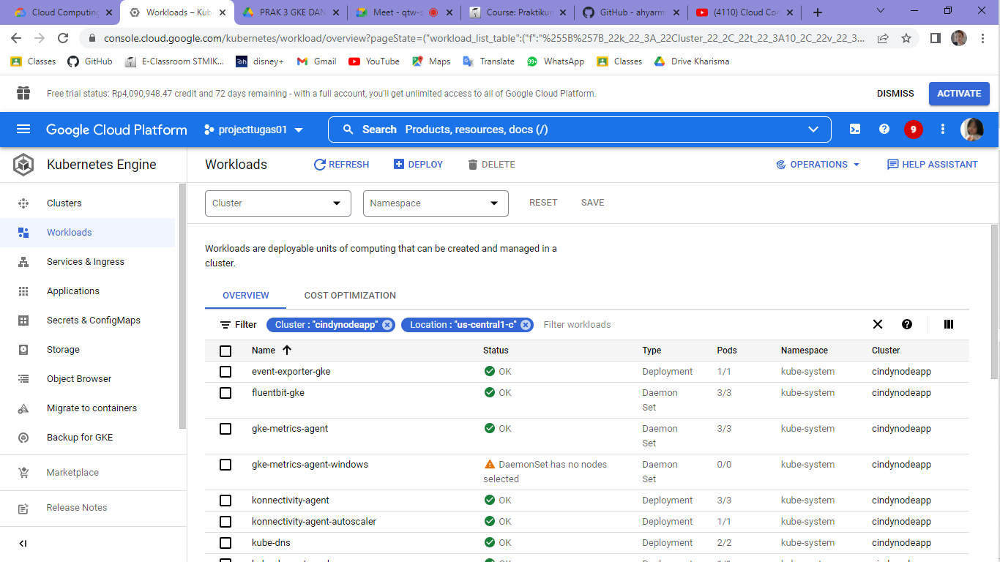 Cloud Computing
Workloads – Kub
PRAK 3 GKE DAN
Meet - qtw-s
Course: Praktikun
GitHub - ahyarm
(4110) Cloud Con
console.cloud.google.com/kubernetes/workload/overview?pageState=("workload_list_table":("f":"%255B%257B_22k_22_3A_22Cluster_22_2C_22t_22_3A10_2C_22v_22_3...
Classes
GitHub
E-Classroom STMIK...
disney+
Gmail
YouTube
Maps
Translate
99+
WhatsApp
Classes
Drive Kharisma
Free trial status: Rp4,090,948.47 credit and 72 days remaining - with a full account, you'll get unlimited access to all of Google Cloud Platform.
DISMISS
ACTIVATE
Google Cloud Platform
projecttugas01
Search Products, resources, docs (/)
9
Kubernetes Engine
Workloads
REFRESH
DEPLOY
DELETE
OPERATIONS
HELP ASSISTANT
Clusters
Workloads
Services & Ingress
Applications
Secrets & ConfigMaps
Storage
Object Browser
Migrate to containers
Backup for GKE
Marketplace
Release Notes
Cluster
Namespace
RESET
SAVE
Workloads are deployable units of computing that can be created and managed in a
cluster.
OVERVIEW
COST OPTIMIZATION
Filter
Cluster : "cindynodeapp"
Location : "us-central1-c"
Filter workloads
Name Status Type Pods Namespace Cluster
event-exporter-gke OK Deployment 1/1 kube-system cindynodeapp
fluentbit-gke OK Daemon 3/3 kube-system cindynodeapp
Set
gke-metrics-agent OK Daemon 3/3 kube-system cindynodeapp
Set
gke-metrics-agent-windows DaemonSet has no nodes Daemon 0/0 kube-system cindynodeapp
selected Set
konnectivity-agent OK Deployment 3/3 kube-system cindynodeapp
konnectivity-agent-autoscaler OK Deployment 1/1 kube-system cindynodeapp
kube-dns OK Deployment 2/2 kube-system cindynodeapp